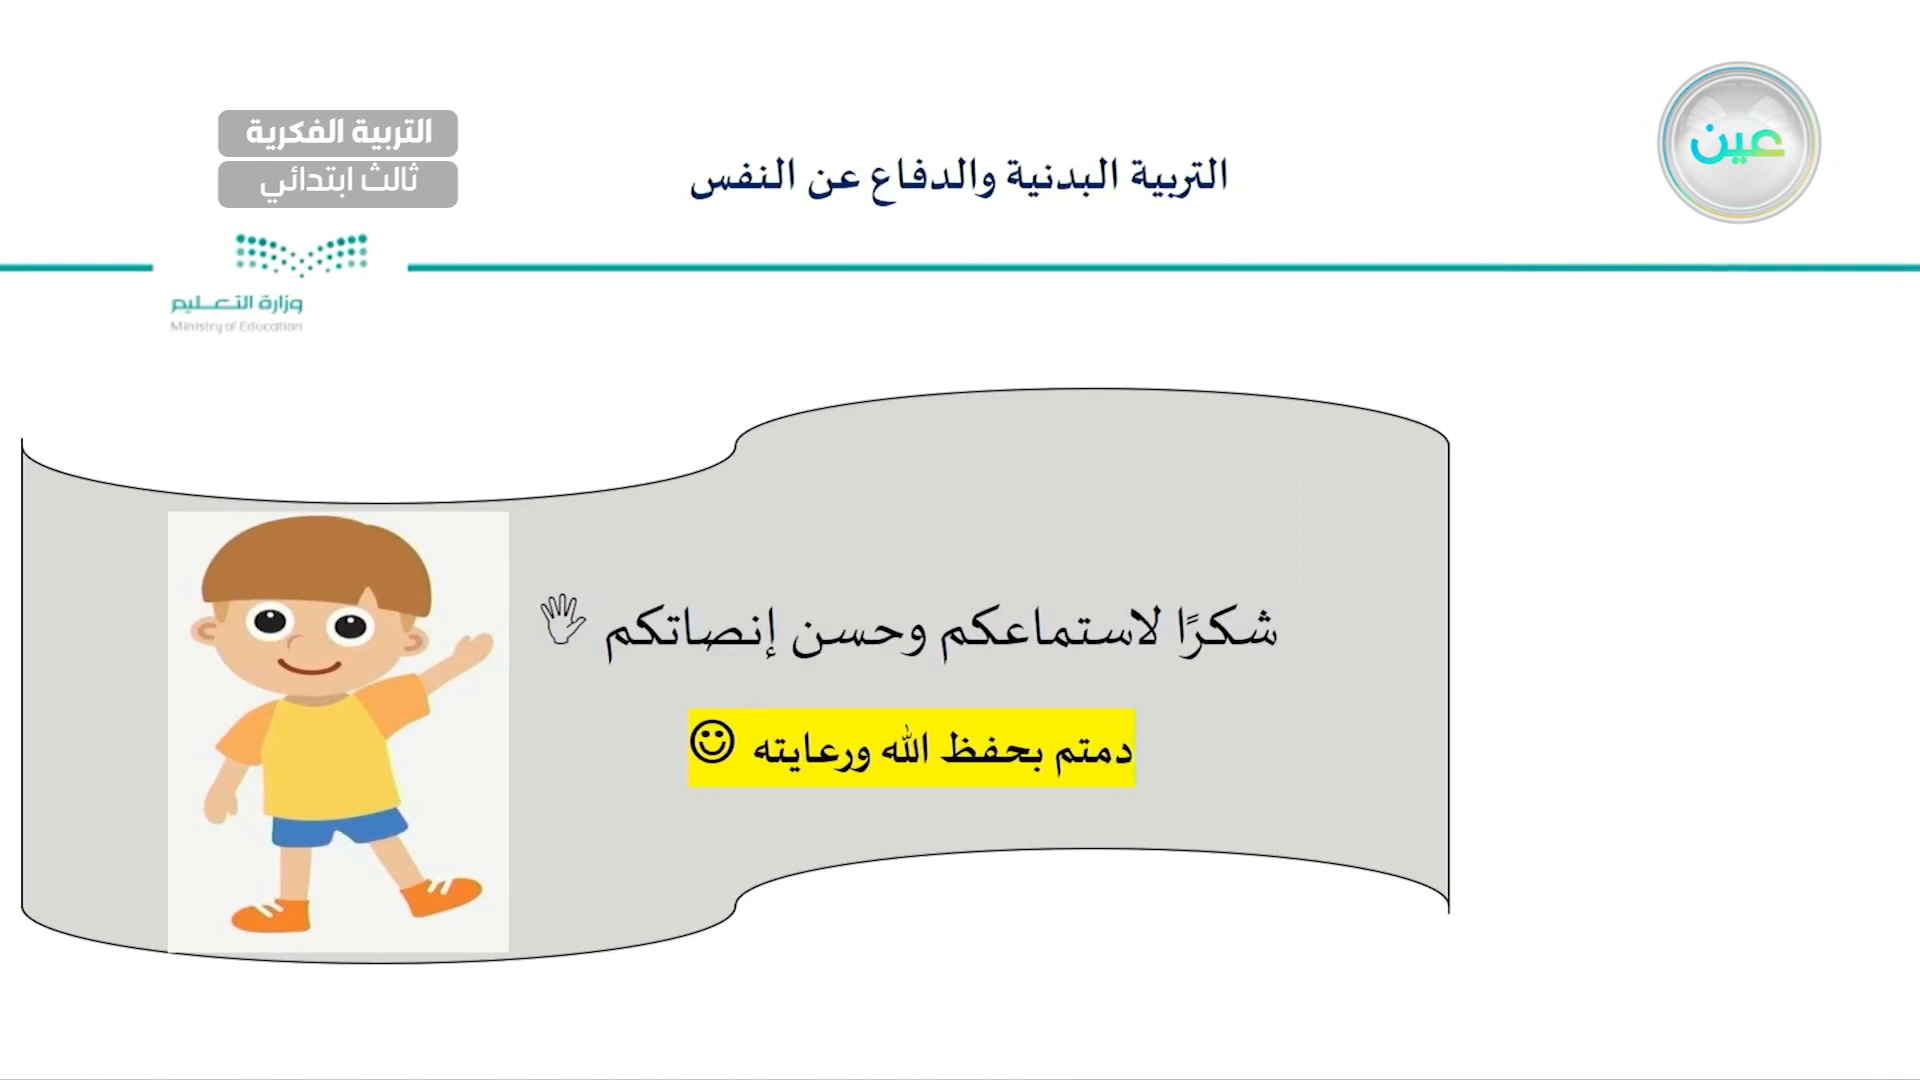 عين
التربية الفكرية
ثالث ابتدائي
التربية البدنية والدفاع عن النفس
وزارة التعليم
Ministry of Education
شكرًا لاستماعكم وحسن إنصاتكم
دمتم بحفظ الله ورعايته